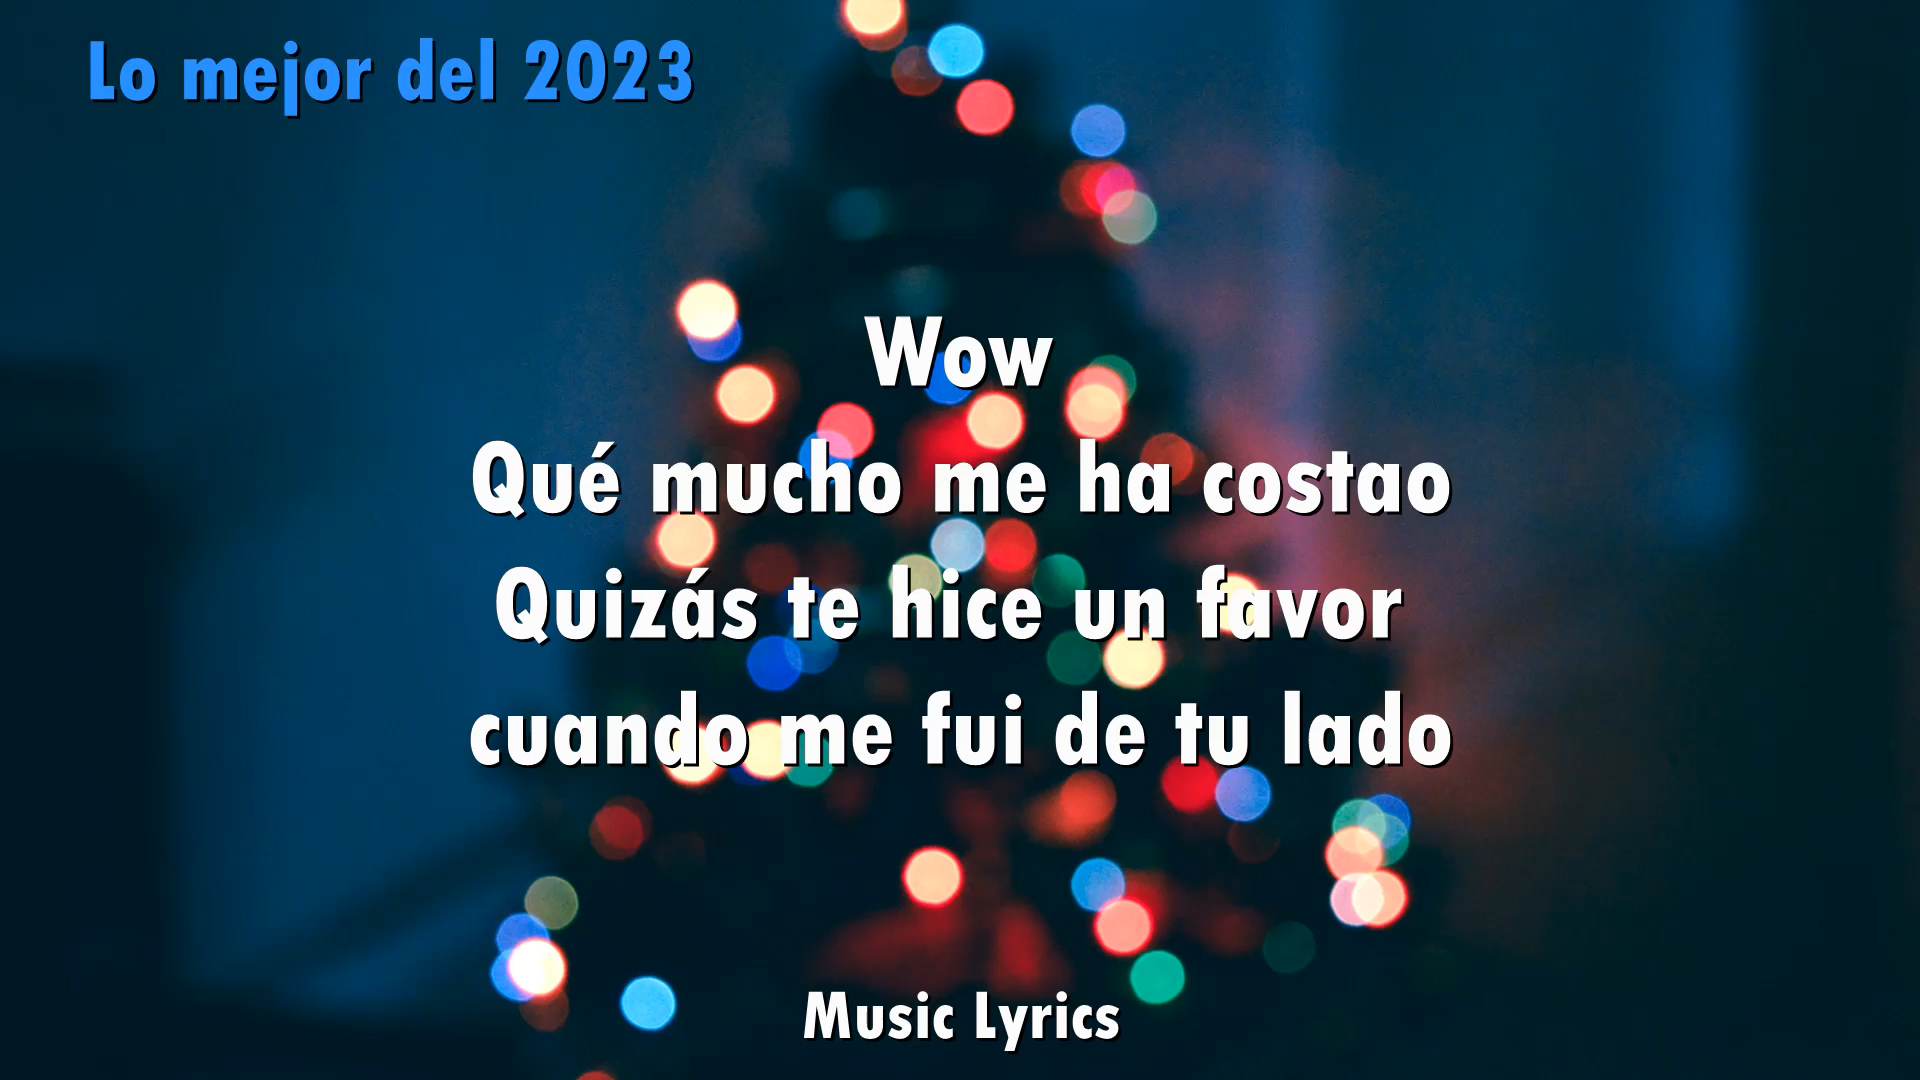 Lo mejor del 2023
Wow
Qué mucho me ha costao
Quizás te hice un favor
cuando me fui de tu lado
Music Lyrics